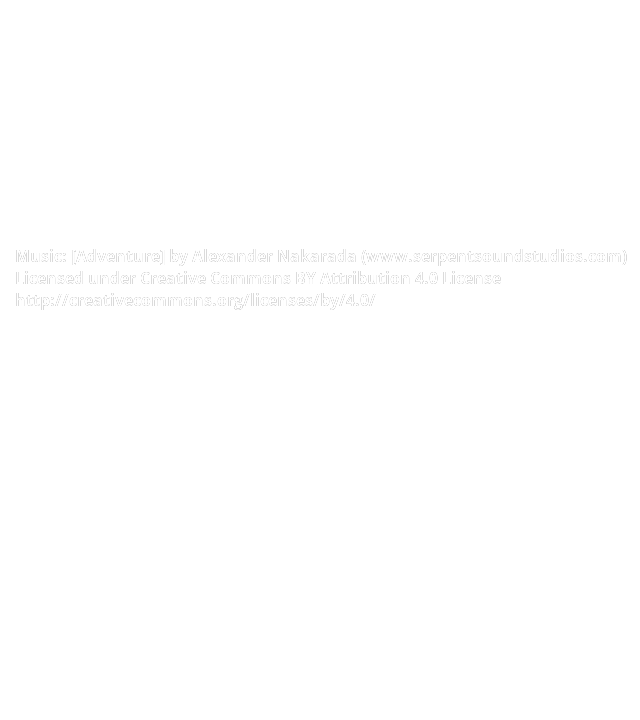 Music: [Adventure) by Alexander Nakarada (www.serpentsoundstudios.com)
Licensed under Creative Commons BY Attribution 4.0 License
http://creativecommons.org/licenses/by/4.0/